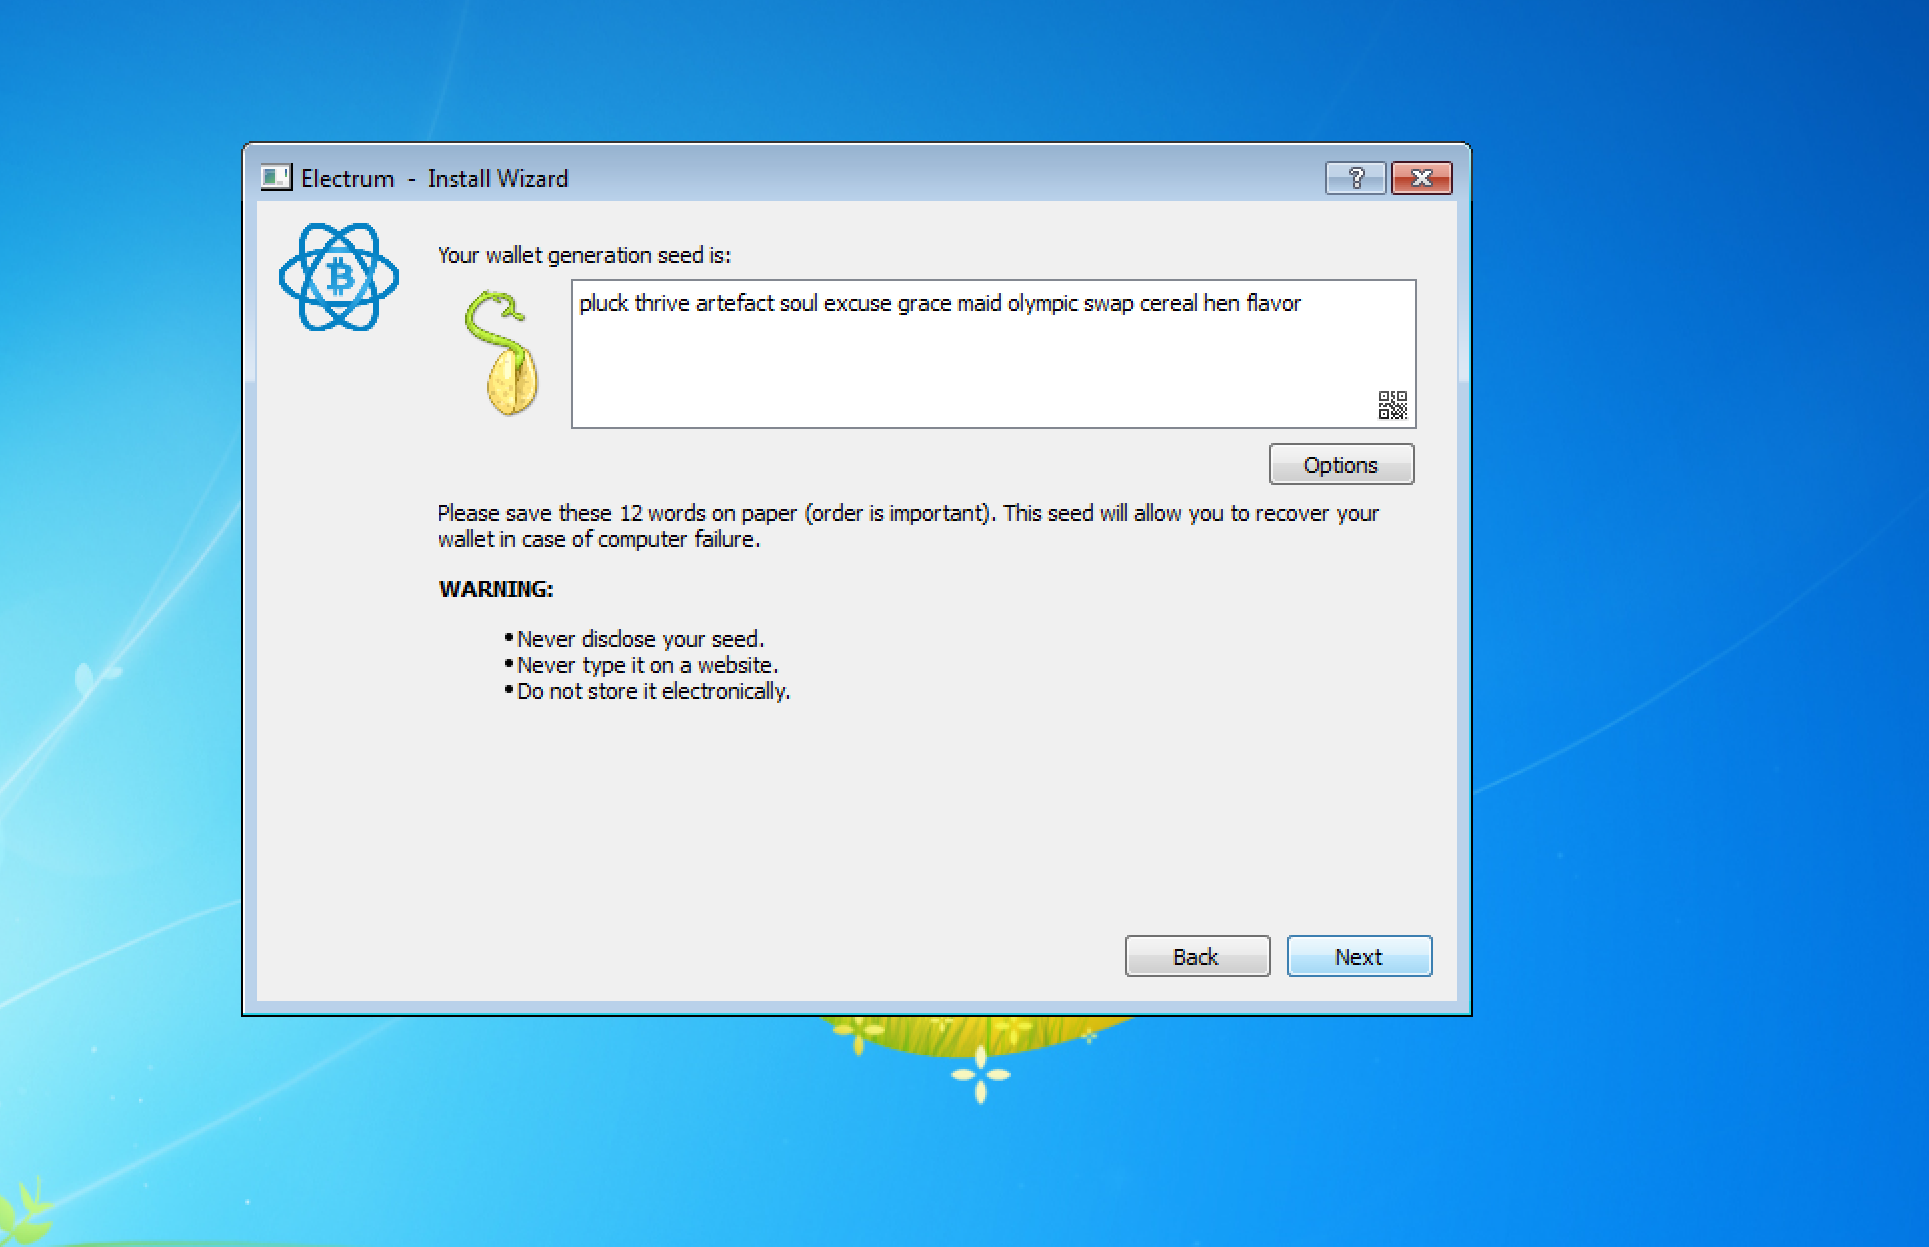 Electrum - Install Wizard
Your wallet generation seed is:
pluck thrive artefact soul excuse grace maid olympic swap cereal hen flavor
Options
Please save these 12 words on paper (order is important). This seed will allow you to recover your
wallet in case of computer failure.
WARNING:
•Never disclose your seed.
•Never type it on a website.
•Do not store it electronically.
Back Next